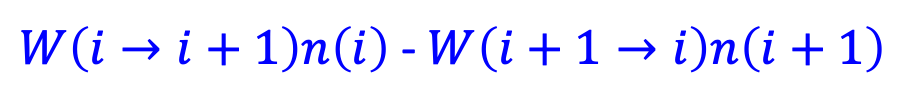 W(i → i + 1)n(i) - W(i + 1 → i)n(i + 1)